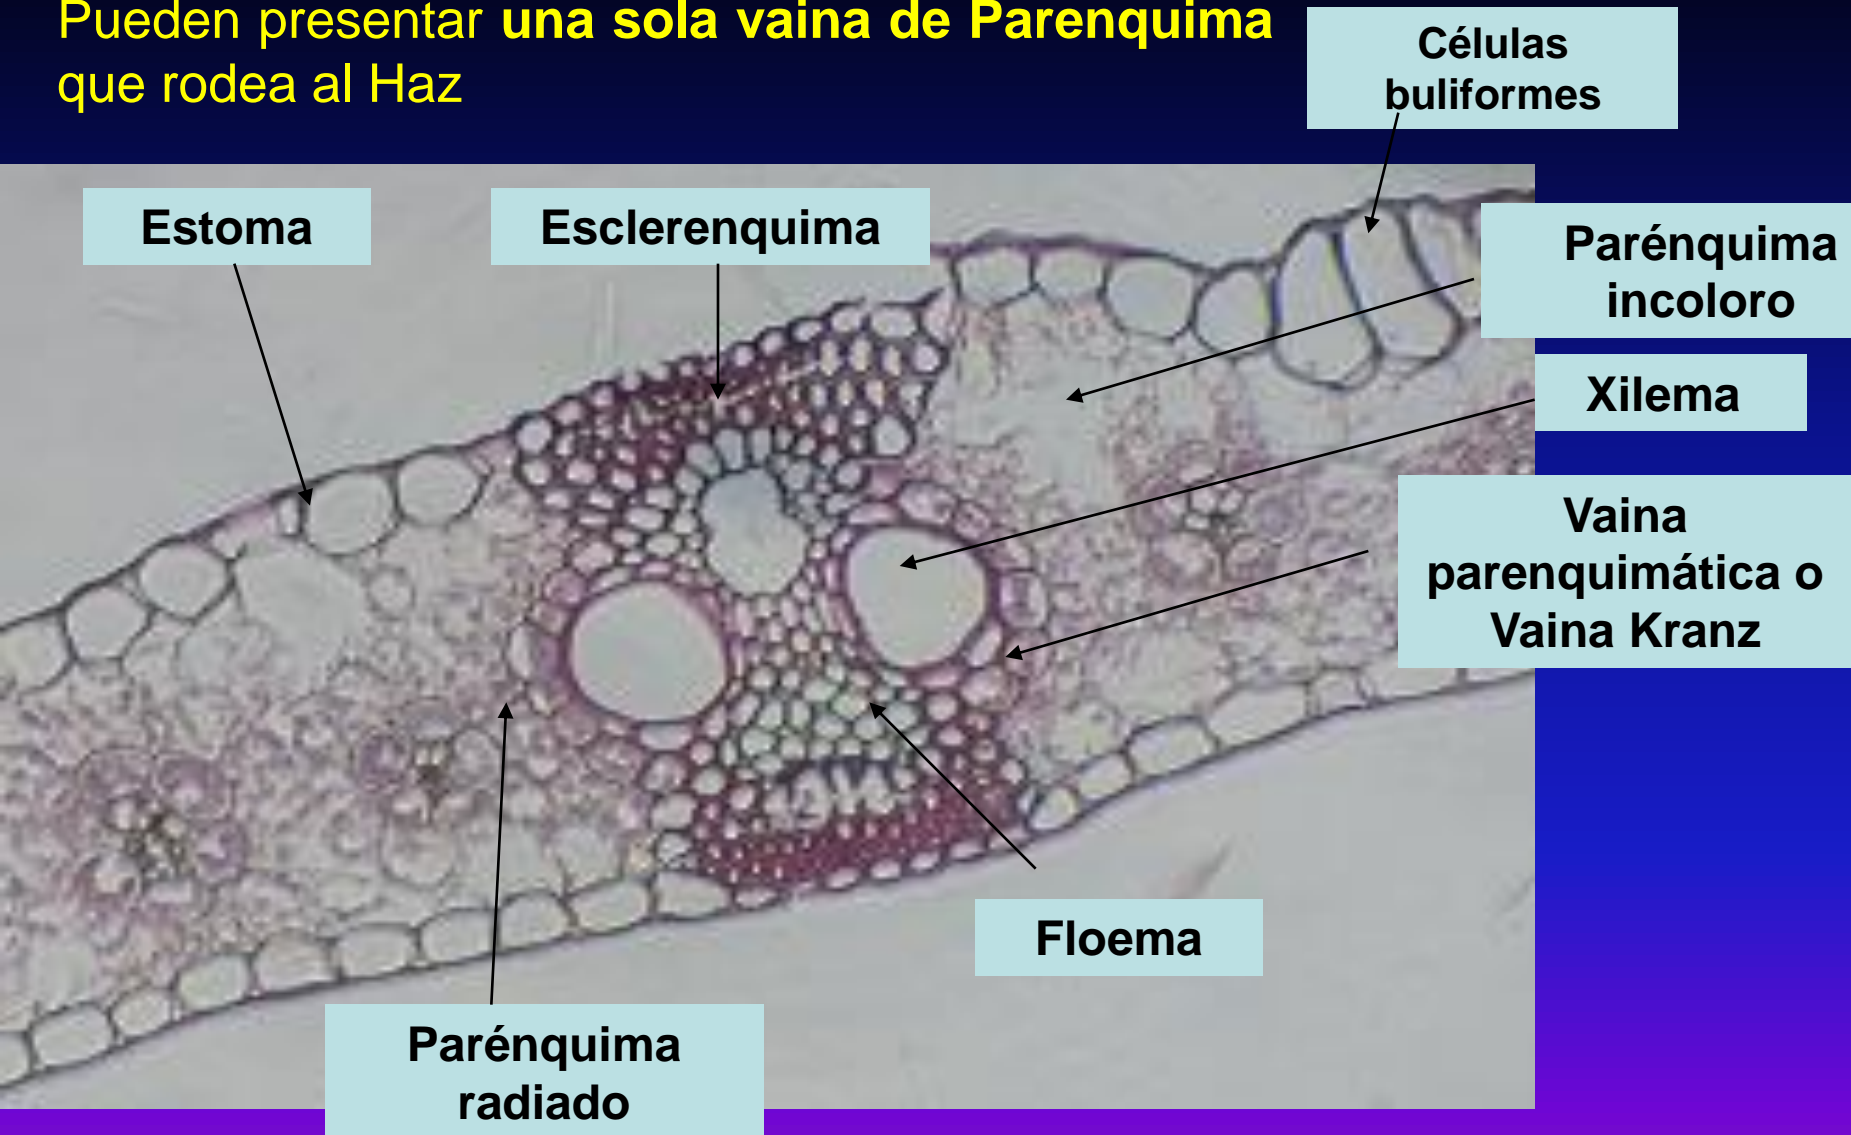 Pueden presentar una sola vaina de Parenquima
que rodea al Haz
Células
buliformes
Estoma
Esclerenquima
Parénquima
incoloro
Xilema
Vaina
parenquimática o
Vaina Kranz
Floema
Parénquima
radiado